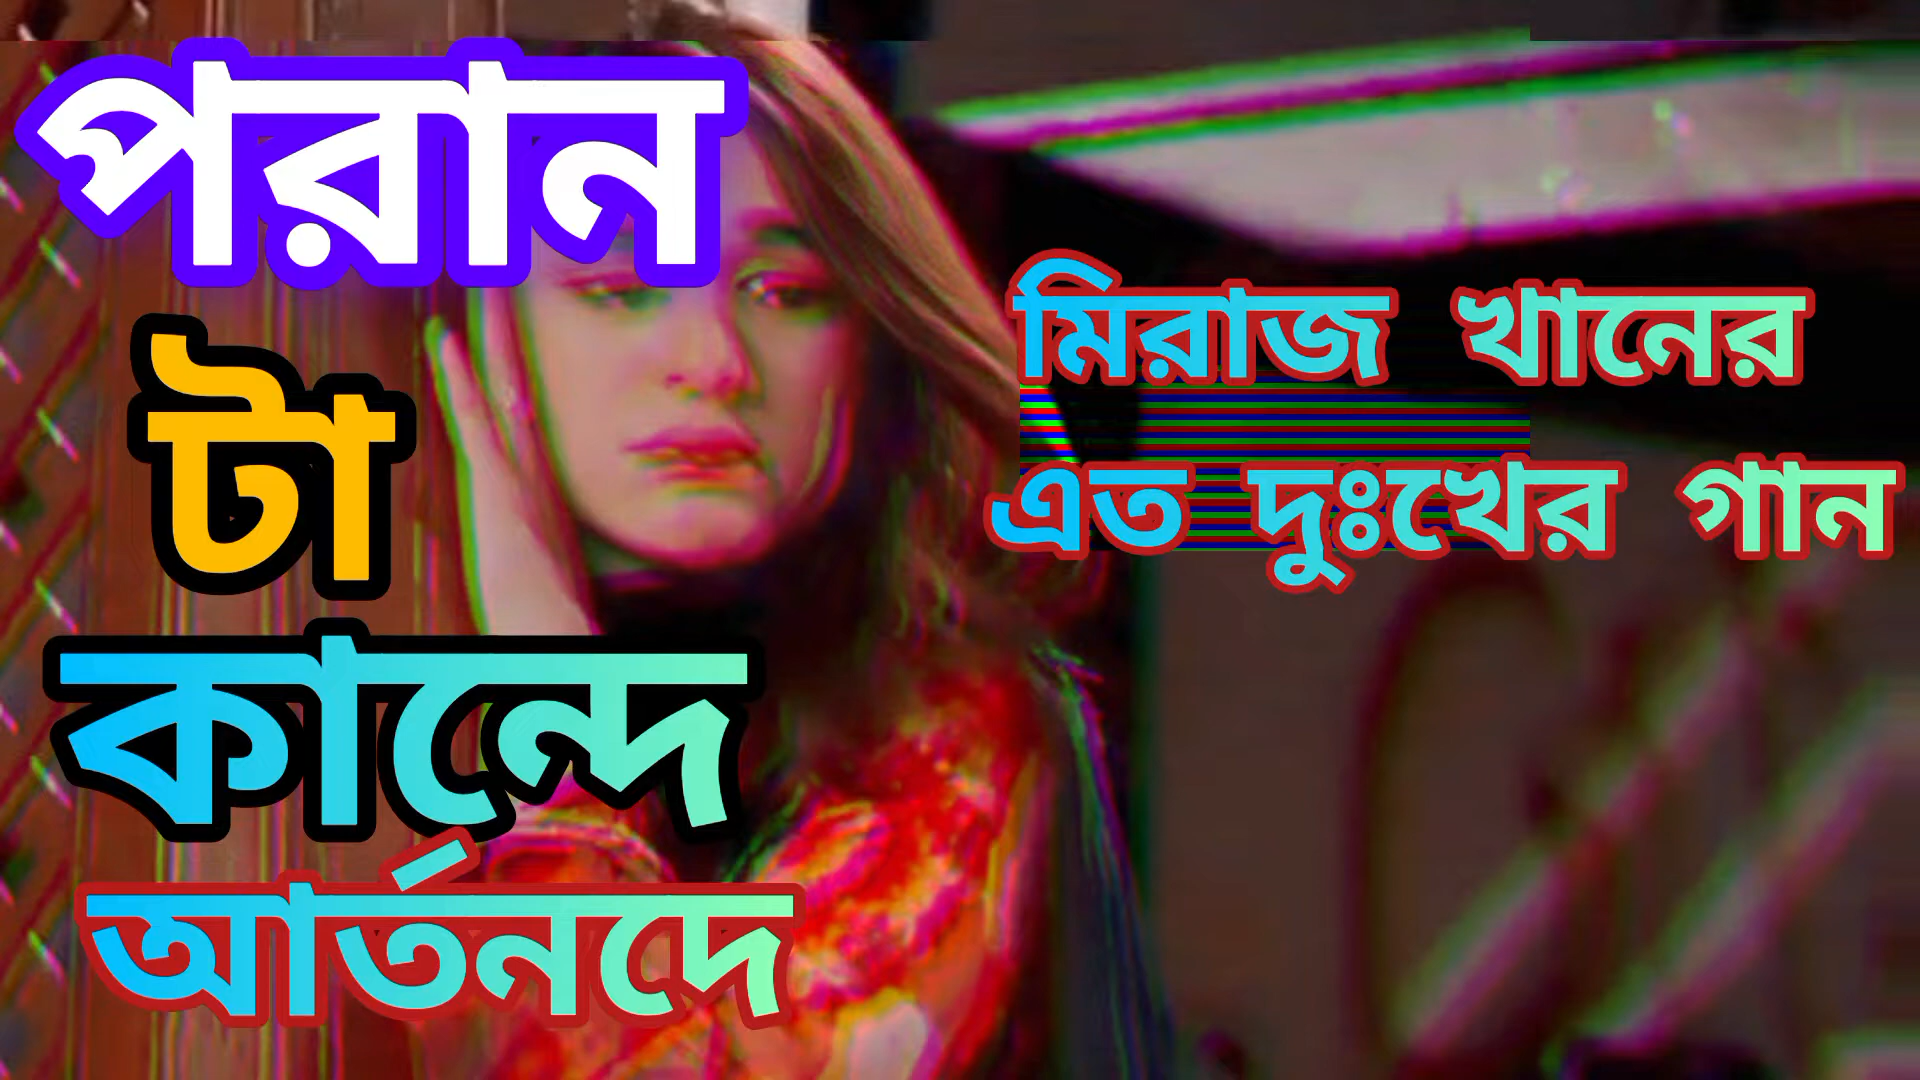 পরান
টা
কান্দে
আর্তনদে
মিরাজ খানের
এত দুঃখের গান